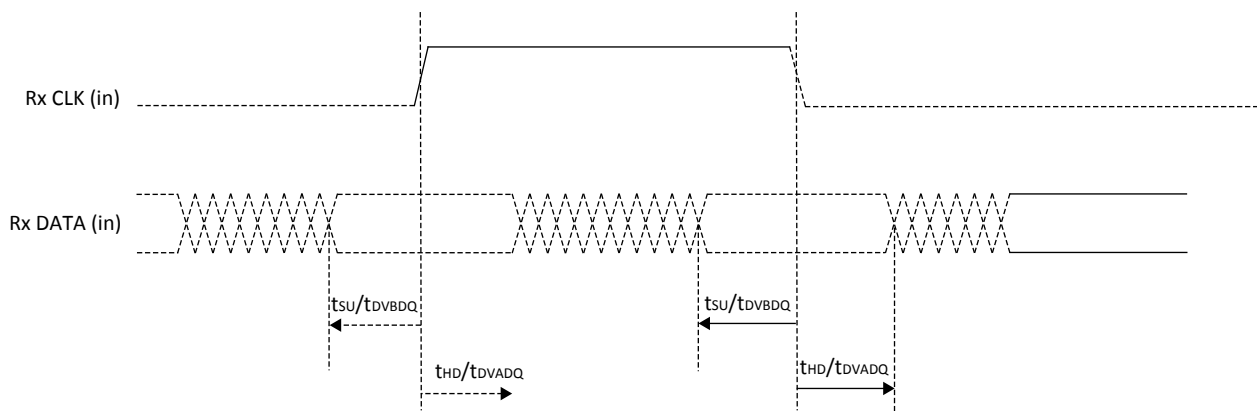 Rx CLK (in)
Rx DATA (in)
tSU/tDVBDQ
tSU/tDVBDQ
tHD/tDVADQ
tHD/tDVADQ